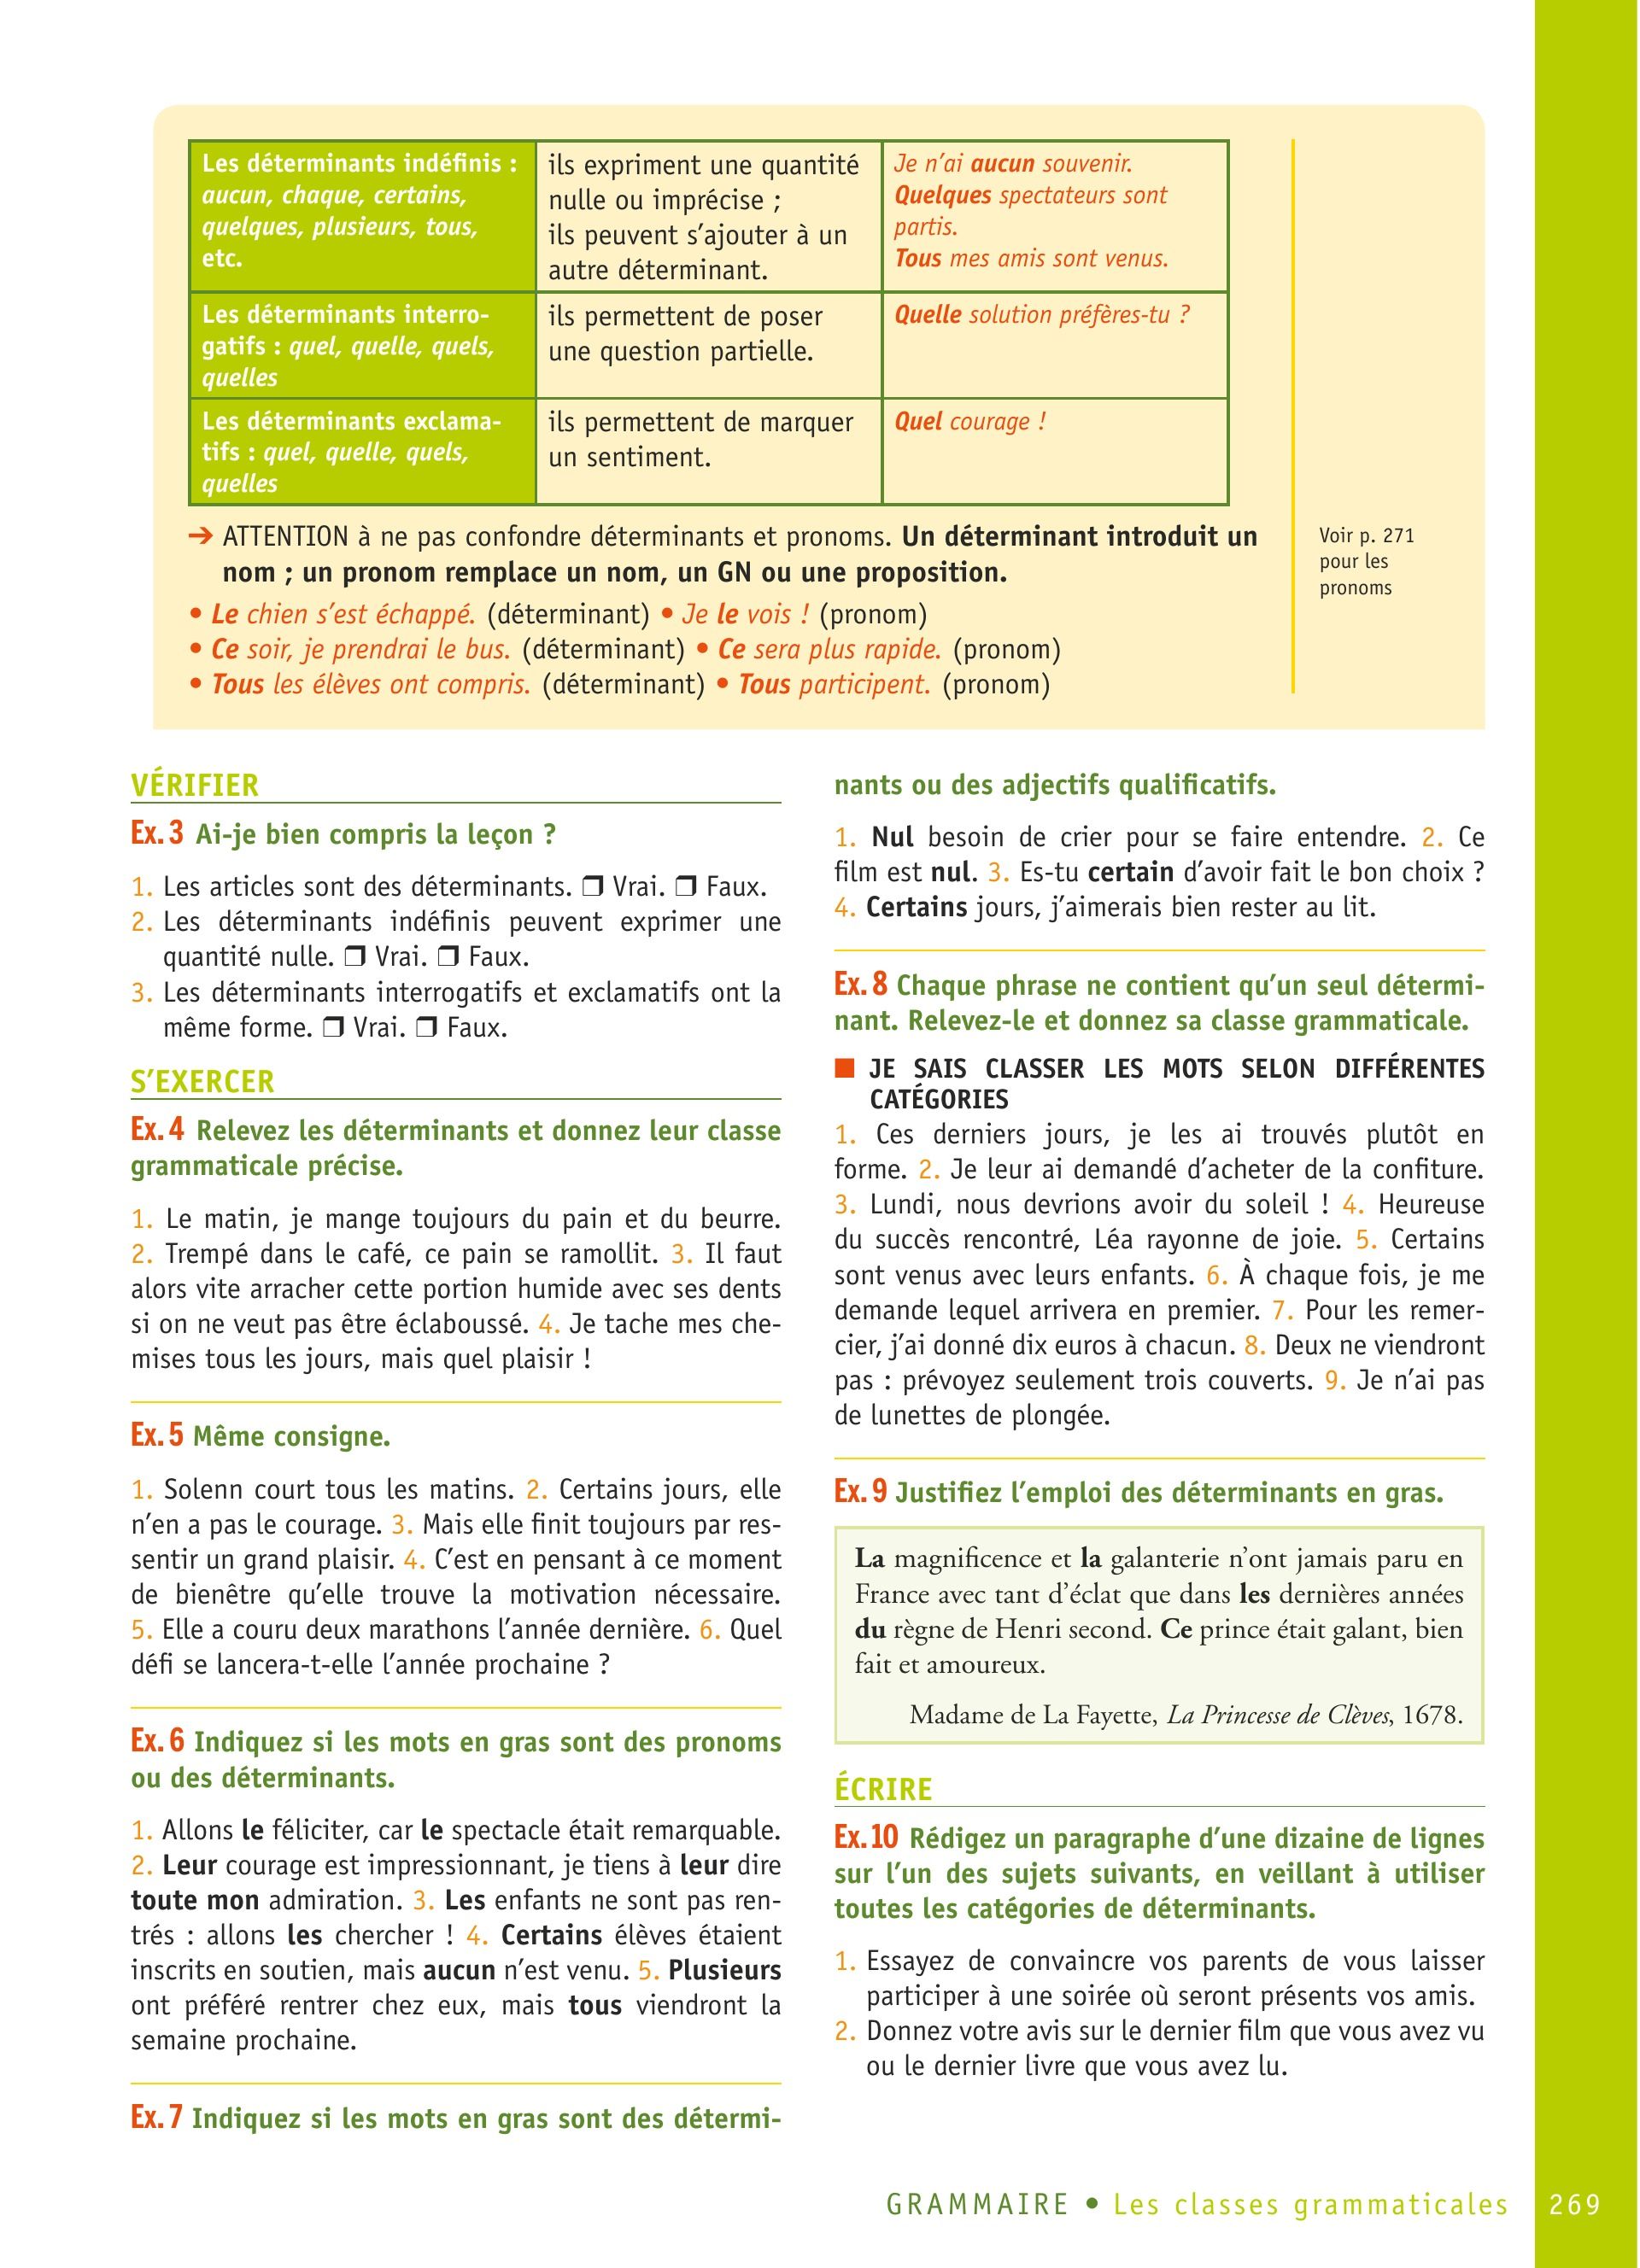 Les déterminants indéfinis :
aucun, chaque, certains,
quelques, plusieurs, tous,
etc.
ils expriment une quantité
nulle ou imprécise ;
ils peuvent s’ajouter à un
autre déterminant.
Je n’ai aucun souvenir.
Quelques spectateurs sont
partis.
Tous mes amis sont venus.
Les déterminants interro-
gatifs : quel, quelle, quels,
quelles
ils permettent de poser
une question partielle.
Quelle solution préfères-tu ?
Les déterminants exclama-
tifs : quel, quelle, quels,
quelles
ils permettent de marquer
un sentiment.
Quel courage !
➔ ATTENTION à ne pas confondre déterminants et pronoms. Un déterminant introduit un
nom ; un pronom remplace un nom, un GN ou une proposition.
• Le chien s’est échappé. (déterminant) • Je le vois ! (pronom)
• Ce soir, je prendrai le bus. (déterminant) • Ce sera plus rapide. (pronom)
• Tous les élèves ont compris. (déterminant) • Tous participent. (pronom)
Voir p. 271
pour les
pronoms
VÉRIFIER
Ex. 3 Ai-je bien compris la leçon ?
1. Les articles sont des déterminants. ❒ Vrai. ❒ Faux.
2. Les déterminants indéfinis peuvent exprimer une
quantité nulle. ❒ Vrai. ❒ Faux.
3. Les déterminants interrogatifs et exclamatifs ont la
même forme. ❒ Vrai. ❒ Faux.
S’EXERCER
Ex. 4 Relevez les déterminants et donnez leur classe
grammaticale précise.
1. Le matin, je mange toujours du pain et du beurre.
2. Trempé dans le café, ce pain se ramollit. 3. Il faut
alors vite arracher cette portion humide avec ses dents
si on ne veut pas être éclaboussé. 4. Je tache mes che-
mises tous les jours, mais quel plaisir !
Ex. 5 Même consigne.
1. Solenn court tous les matins. 2. Certains jours, elle
n’en a pas le courage. 3. Mais elle finit toujours par res-
sentir un grand plaisir. 4. C’est en pensant à ce moment
de bienêtre qu’elle trouve la motivation nécessaire.
5. Elle a couru deux marathons l’année dernière. 6. Quel
défi se lancera-t-elle l’année prochaine ?
Ex. 6 Indiquez si les mots en gras sont des pronoms
ou des déterminants.
1. Allons le féliciter, car le spectacle était remarquable.
2. Leur courage est impressionnant, je tiens à leur dire
toute mon admiration. 3. Les enfants ne sont pas ren-
trés : allons les chercher ! 4. Certains élèves étaient
inscrits en soutien, mais aucun n’est venu. 5. Plusieurs
ont préféré rentrer chez eux, mais tous viendront la
semaine prochaine.
Ex. 7 Indiquez si les mots en gras sont des détermi-
nants ou des adjectifs qualificatifs.
1. Nul besoin de crier pour se faire entendre. 2. Ce
film est nul. 3. Es-tu certain d’avoir fait le bon choix ?
4. Certains jours, j’aimerais bien rester au lit.
Ex. 8 Chaque phrase ne contient qu’un seul détermi-
nant. Relevez-le et donnez sa classe grammaticale.
■ JE SAIS CLASSER LES MOTS SELON DIFFÉRENTES
CATÉGORIES
1. Ces derniers jours, je les ai trouvés plutôt en
forme. 2. Je leur ai demandé d’acheter de la confiture.
3. Lundi, nous devrions avoir du soleil ! 4. Heureuse
du succès rencontré, Léa rayonne de joie. 5. Certains
sont venus avec leurs enfants. 6. À chaque fois, je me
demande lequel arrivera en premier. 7. Pour les remer-
cier, j’ai donné dix euros à chacun. 8. Deux ne viendront
pas : prévoyez seulement trois couverts. 9. Je n’ai pas
de lunettes de plongée.
Ex. 9 Justifiez l’emploi des déterminants en gras.
La magnificence et la galanterie n’ont jamais paru en
France avec tant d’éclat que dans les dernières années
du règne de Henri second. Ce prince était galant, bien
fait et amoureux.
Madame de La Fayette, La Princesse de Clèves, 1678.
ÉCRIRE
Ex. 10 Rédigez un paragraphe d’une dizaine de lignes
sur l’un des sujets suivants, en veillant à utiliser
toutes les catégories de déterminants.
1. Essayez de convaincre vos parents de vous laisser
participer à une soirée où seront présents vos amis.
2. Donnez votre avis sur le dernier film que vous avez vu
ou le dernier livre que vous avez lu.
GRAMMAIRE • Les classes grammaticales 269